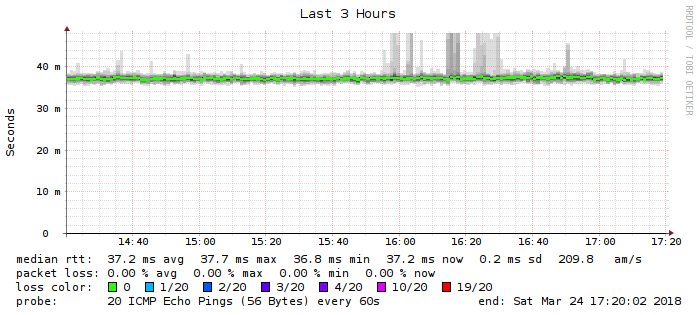 Last 3 Hours
RRDTOOL / TOBI OETIKER
Seconds
40 m
30 m
20 m
10 m
0
14:40 15:00 15:20 15:40 16:00 16:20 16:40 17:00 17:20
median rtt: 37.2 ms avg 37.7 ms max 36.8 ms min 37.2 ms now 0.2 ms sd 209.8 am/s
packet loss: 0.00 % avg 0.00 % max 0.00 % min 0.00 % now
loss color: 0 1/20 2/20 3/20 4/20 10/20 19/20
probe: 20 ICMP Echo Pings (56 Bytes) every 60s end: Sat Mar 24 17:20:02 2018